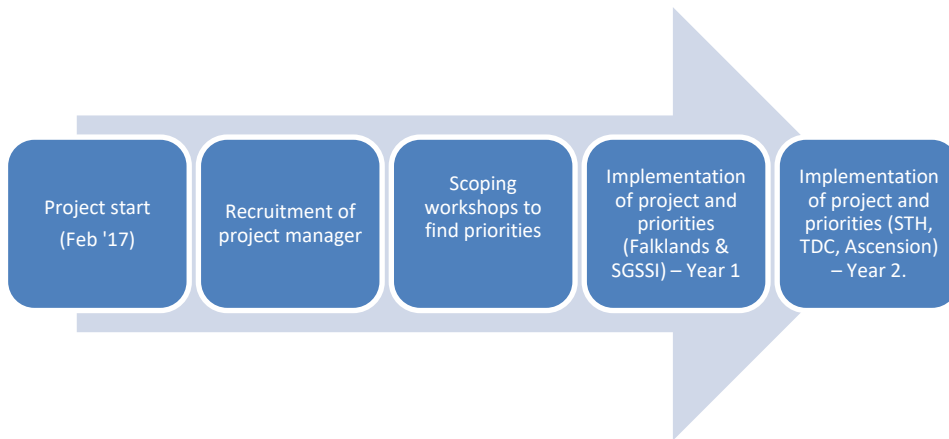 Project start
(Feb '17)
Recruitment of
project manager
Scoping
workshops to
find priorities
Implementation
of project and
priorities
(Falklands &
SGSSI) – Year 1
Implementation
of project and
priorities (STH,
TDC, Ascension)
– Year 2.